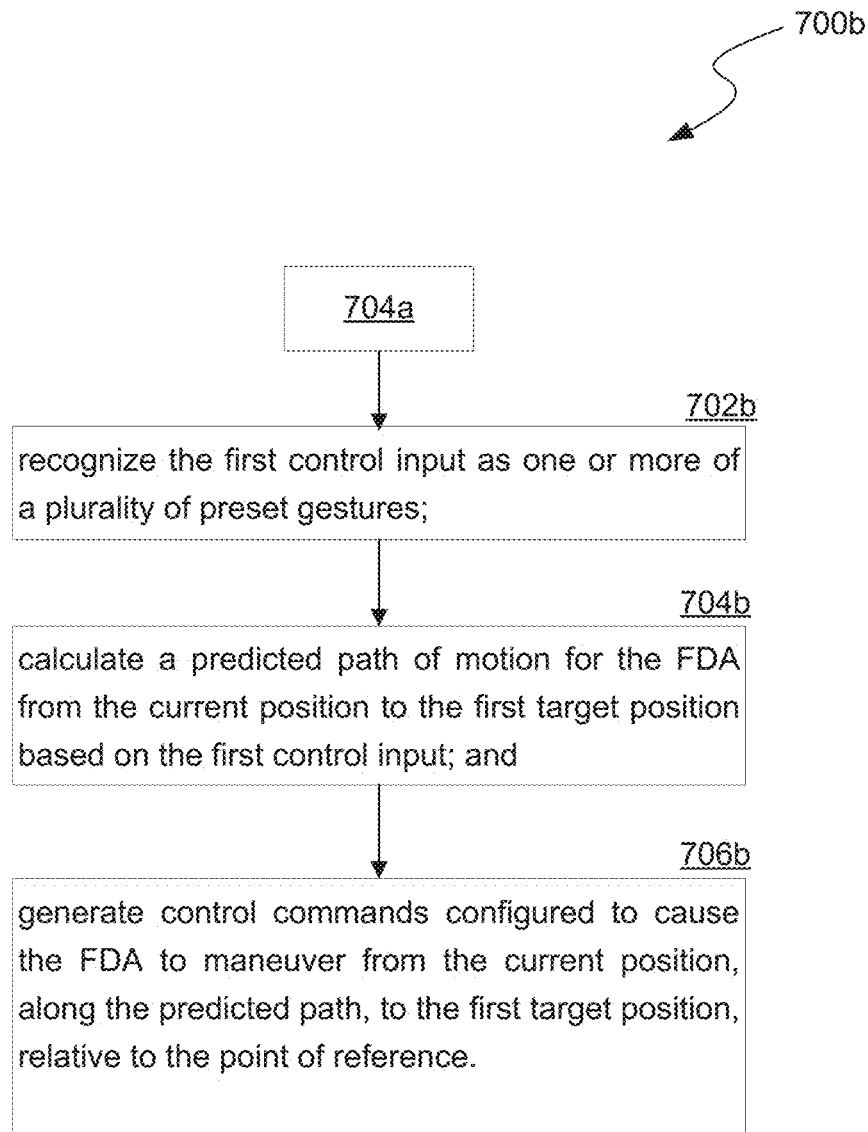 700b
704a
702b
recognize the first control input as one or more of
a plurality of preset gestures;
704b
calculate a predicted path of motion for the FDA
from the current position to the first target position
based on the first control input; and
706b
generate control commands configured to cause
the FDA to maneuver from the current position,
along the predicted path, to the first target position,
relative to the point of reference.